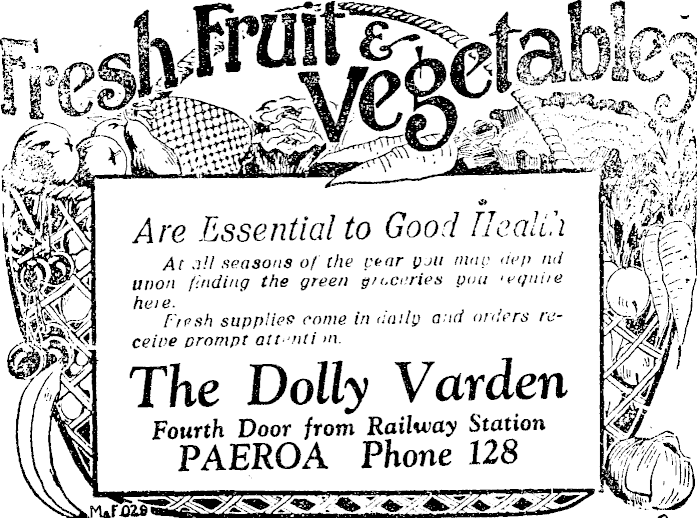 Fresh Fruit & Vegetables
Are Essential to Good Health
At all seasons of the year you may depend
upon finding the green groceries you require
here.
Fresh supplies come in daily and orders re-
ceive prompt attention.
The Dolly Varden
Fourth Door from Railway Station
PAEROA Phone 128
M&F.029